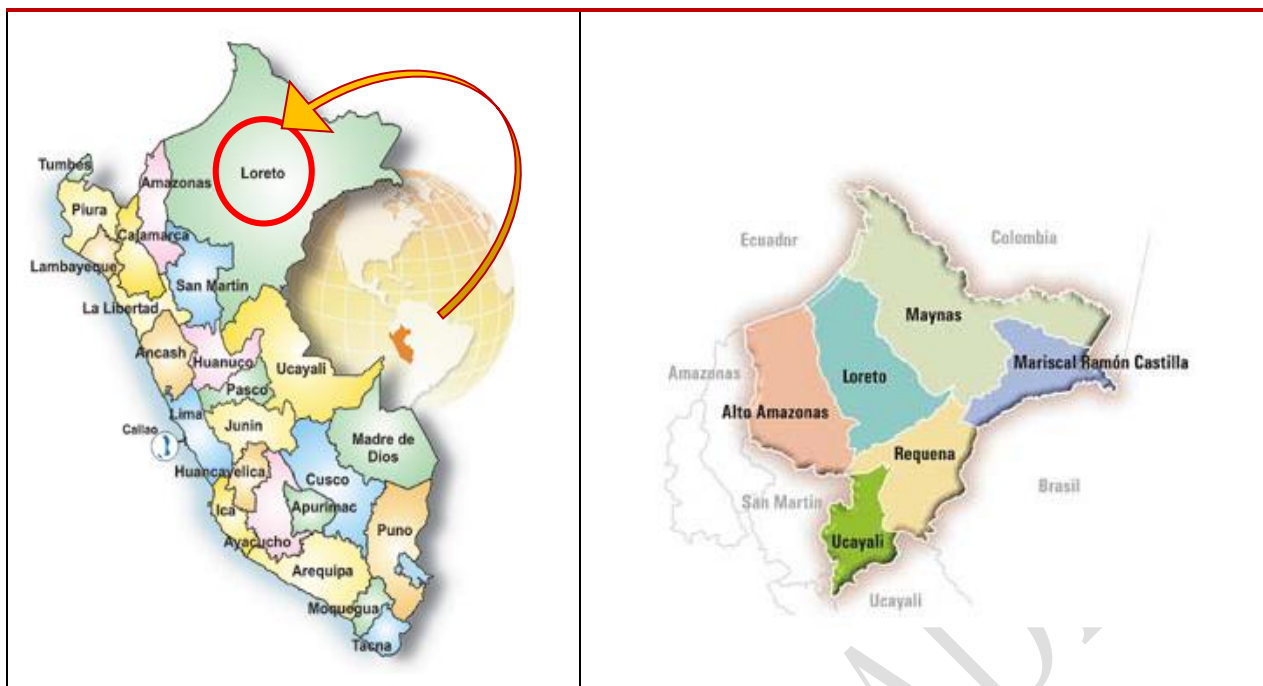 Tumbes
Amazonas
Loreto
Piura
Cajamarca
Lambayeque
San Martin
La Libertad
Ancash
Huanuco
Ucayali
Pasco
Lima
Callao
Junin
Madre de
Dios
Huancavelica
Cusco
Ica
Apurimac
Ayacucho
Puno
Arequipa
Moquegua
Tacna
Ecuador
Colombia
Maynas
Mariscal Ramón Castilla
Amazonas
Loreto
Alto Amazonas
Requena
Brasil
San Martin
Ucayali
Ucayali